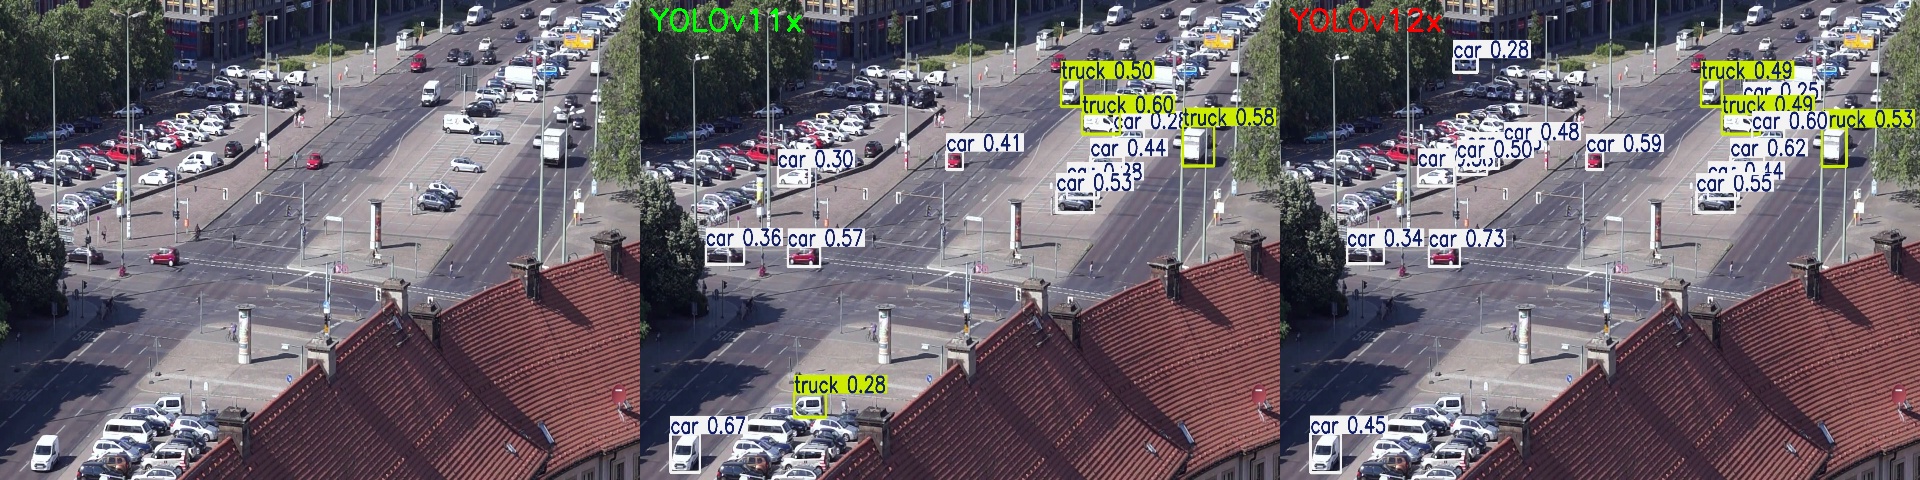 YOLOv11x
truck 0.50
truck 0.60
truck 0.58
car 0.41
car 0.44
car 0.30
car 0.53
car 0.36
car 0.57
truck 0.28
car 0.67
YOLOv12x
car 0.28
truck 0.49
car 0.25
truck 0.49
car 0.60
truck 0.53
car 0.48
car 0.50
car 0.59
car 0.62
0.44
car 0.55
car 0.34
car 0.73
car 0.45